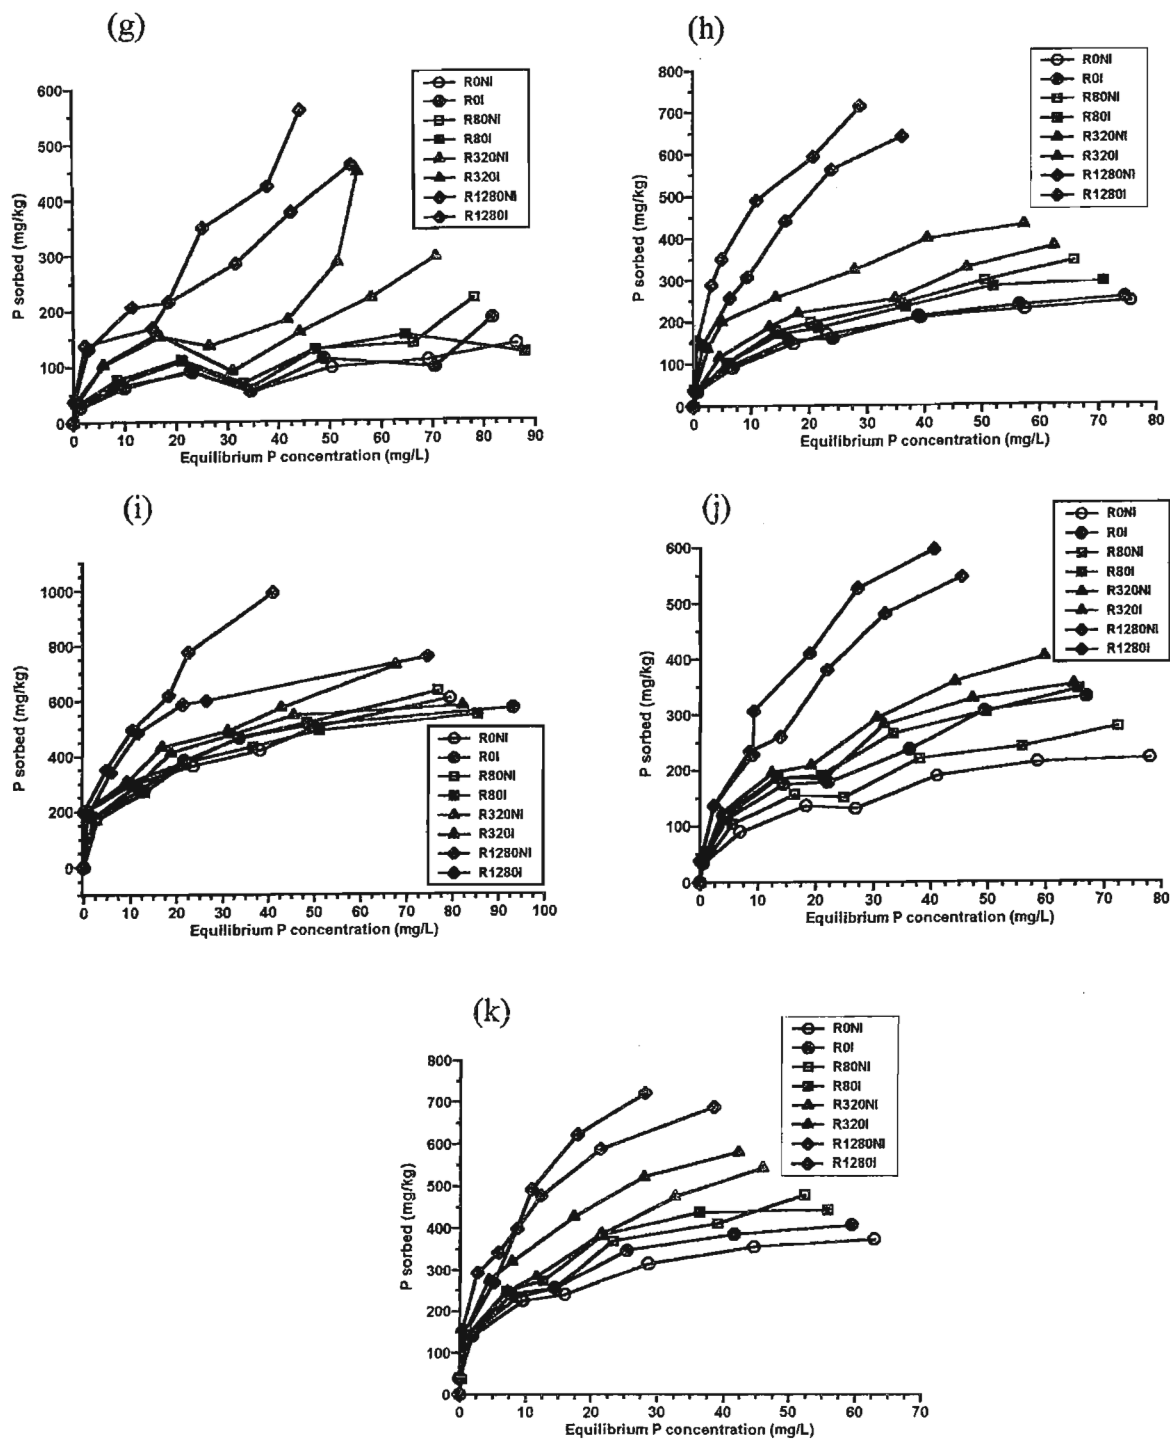 (g)
R0NI
R0I
R80NI
R80I
R320NI
R320I
R1280NI
R1280I
600
500
400
300
200
100
0
P sorbed (mg/kg)
0 10 20 30 40 50 60 70 80 90
Equilibrium P concentration (mg/L)
(h)
R0NI
R0I
R80NI
R80I
R320NI
R320I
R1280NI
R1280I
800
700
600
500
400
300
200
100
0
P sorbed (mg/kg)
0 10 20 30 40 50 60 70 80
Equilibrium P concentration (mg/L)
(i)
1000
800
600
400
200
0
P sorbed (mg/kg)
R0NI
R0I
R80NI
R80I
R320NI
R320I
R1280NI
R1280I
0 10 20 30 40 50 60 70 80 90 100
Equilibrium P concentration (mg/L)
(j)
R0NI
R0I
R80NI
R80I
R320NI
R320I
R1280NI
R1280I
600
500
400
300
200
100
0
P sorbed (mg/kg)
0 10 20 30 40 50 60 70 80
Equilibrium P concentration (mg/L)
(k)
R0NI
R0I
R80NI
R80I
R320NI
R320I
R1280NI
R1280I
800
700
600
500
400
300
200
100
0
P sorbed (mg/kg)
0 10 20 30 40 50 60 70
Equilibrium P concentration (mg/L)